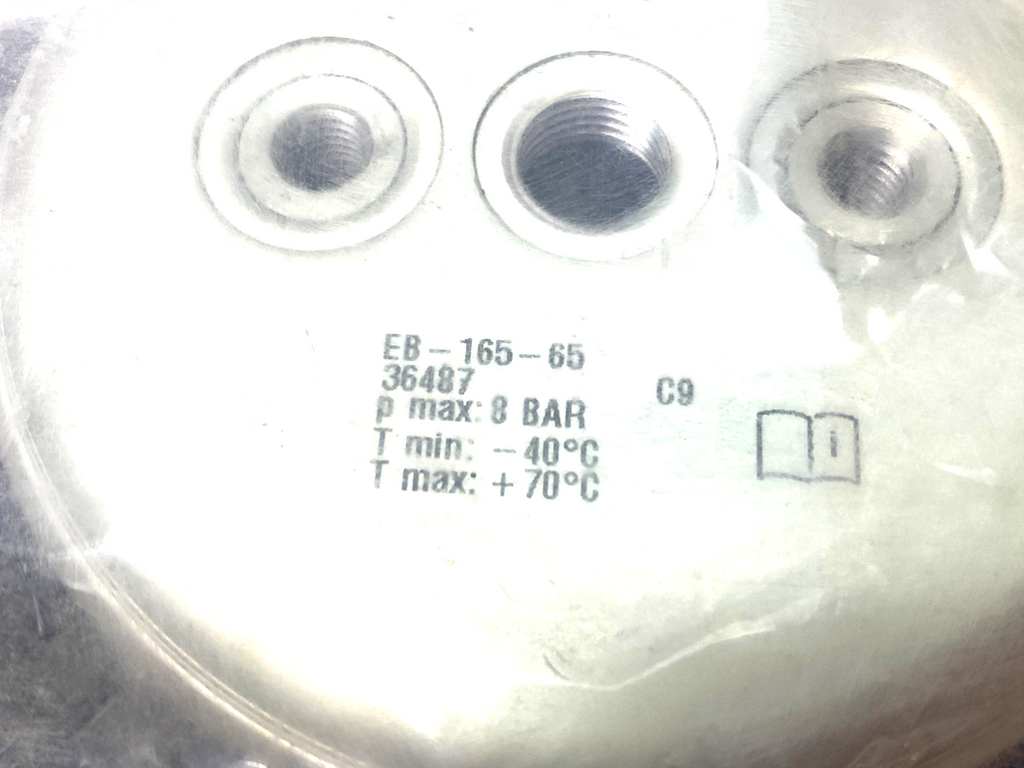 EB-165-65
36487
p max: 8 BAR
T min: -40°C
T max: +70°C
C9
i